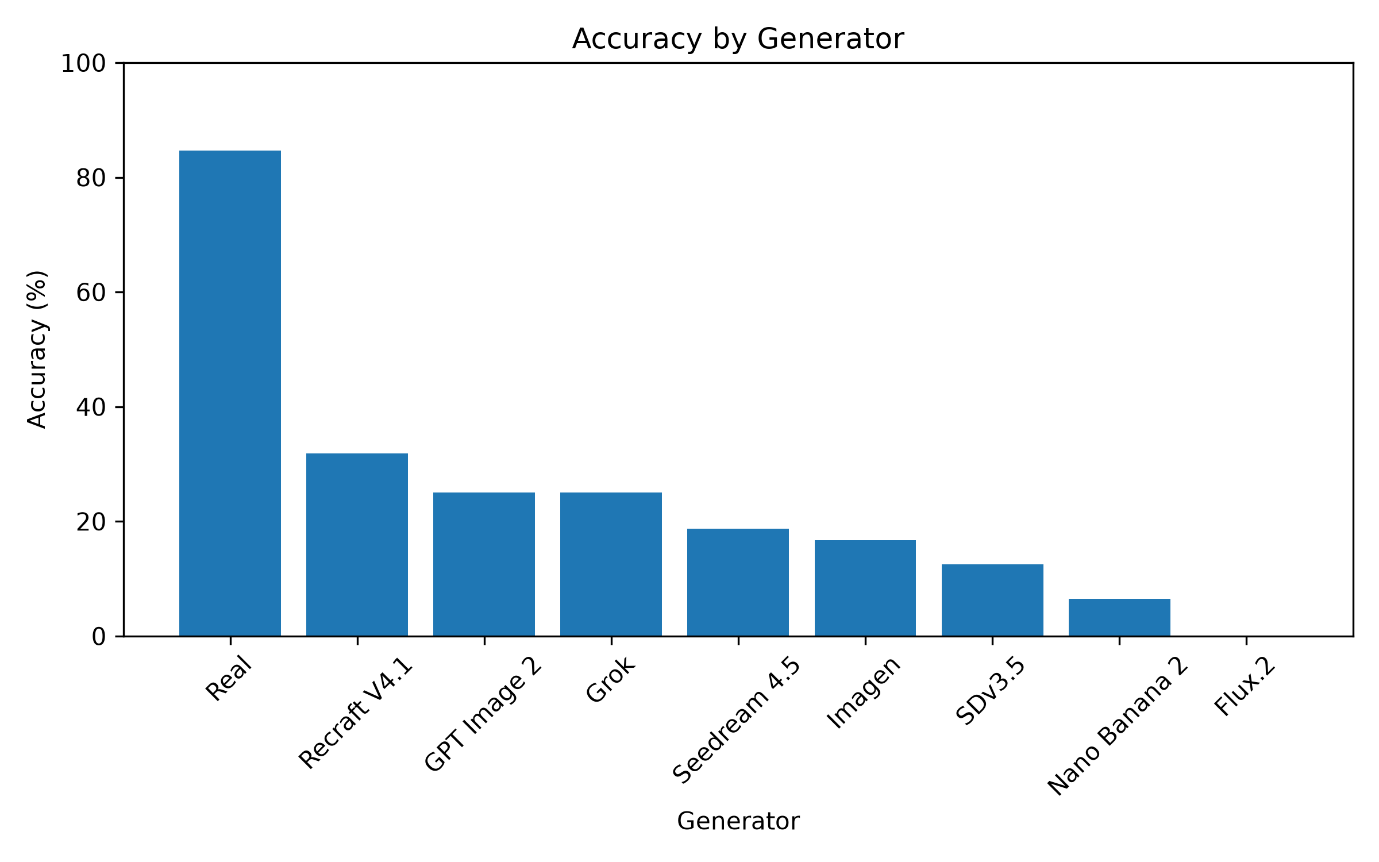 Accuracy by Generator
Accuracy (%)
100
80
60
40
20
0
Real
Recraft V4.1
GPT Image 2
Grok
Seedream 4.5
Imagen
SDv3.5
Nano Banana 2
Flux.2
Generator